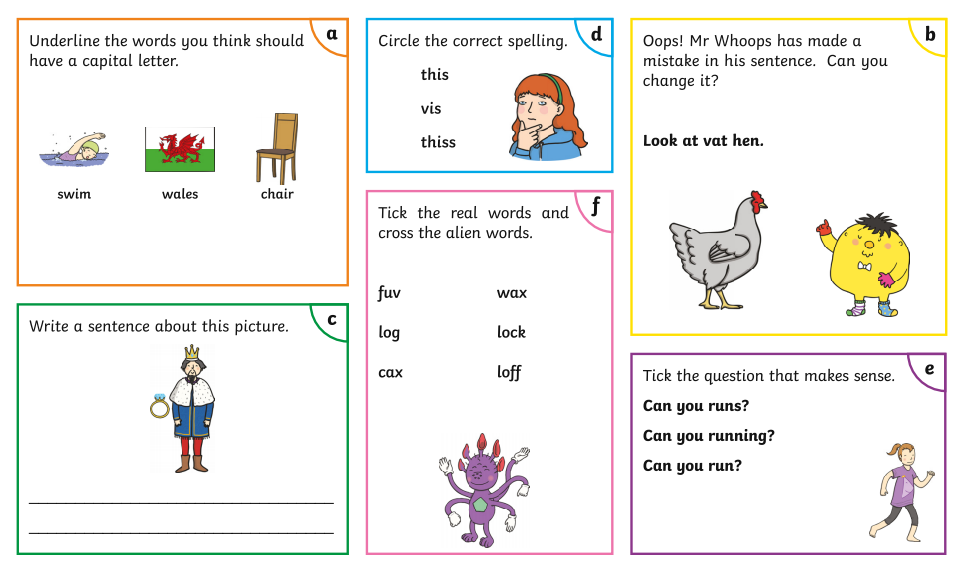 a
Underline the words you think should
have a capital letter.
swim wales chair
c
Write a sentence about this picture.
d
Circle the correct spelling.
this
vis
thiss
f
Tick the real words and
cross the alien words.
fuv wax
log lock
cax loff
b
Oops! Mr Whoops has made a
mistake in his sentence. Can you
change it?
Look at vat hen.
e
Tick the question that makes sense.
Can you runs?
Can you running?
Can you run?